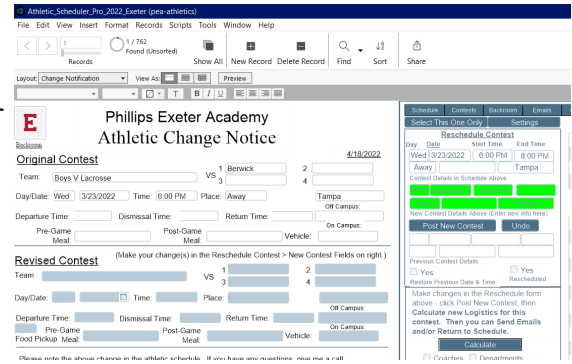 Athletic_Scheduler_Pro_2022_Exeter (pea-athletics)
File Edit View Insert Format Records Scripts Tools Window Help
1
1 / 762
Found (Unsorted)
Records
Show All New Record Delete Record Find Sort Share
Layout: Change Notification View As: Preview
B I U
E
Backroom
Phillips Exeter Academy
Athletic Change Notice
4/18/2022
Original Contest
Team: Boys V Lacrosse VS 1 Berwick 2
3 4
Day/Date: Wed 3/23/2022 Time: 6:00 PM Place: Away Tampa
Off Campus:
Departure Time: Dismissal Time: Return Time:
On Campus:
Pre-Game Meal: Post-Game Meal: Vehicle:
(Make your change(s) in the Reschedule Contest > New Contest Fields on right.)
Revised Contest
Team VS 1 2
3 4
Day/Date: Time: Place:
Off Campus:
Departure Time: Dismissal Time: Return Time:
On Campus:
Food Pickup Pre-Game Meal: Post-Game Meal: Vehicle:
Please note the above change in the athletic schedule. If you have any questions, give me a call.
Schedule Contests Backroom Emails
Select This One Only Settings
Reschedule Contest
Day Date Start Time End Time
Wed 3/23/2022 6:00 PM 8:00 PM
Away Tampa
Contest Details in Schedule Above
New Contest Details Above (Enter new info here)
Post New Contest Undo
Previous Contest Details
Yes Yes
Restore Previous Date & Time Rescheduled
Make changes in the Reschedule form
above - click Post New Contest, then
Calculate new Logistics for this
contest. Then you can Send Emails
and/or Return to Schedule.
Calculate
Coaches Departments